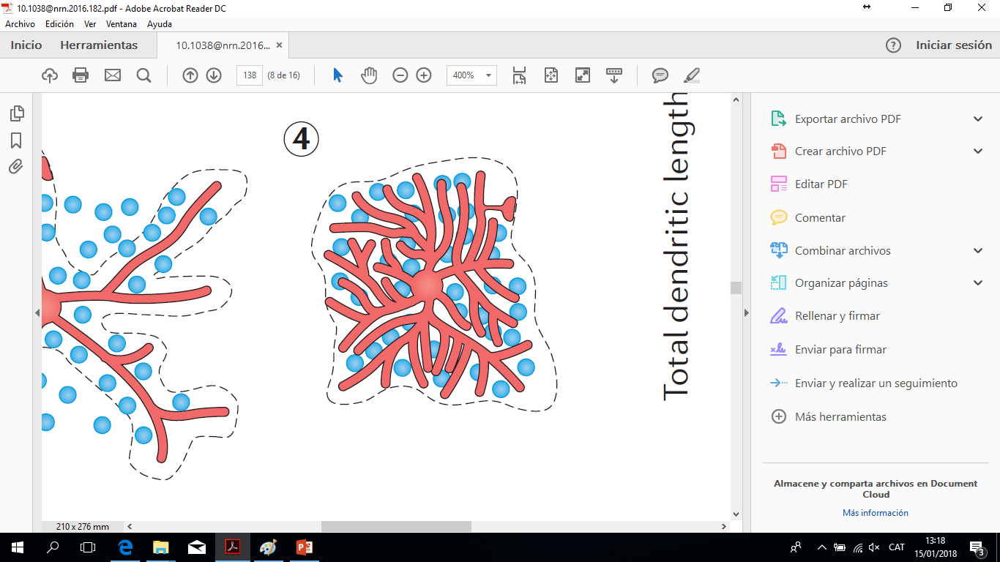 10.1038@nrn.2016.182.pdf - Adobe Acrobat Reader DC
Archivo Edición Ver Ventana Ayuda
Inicio Herramientas 10.1038@nrn.2016... × ? Iniciar sesión
138 (8 de 16) 400%
4
Total dendritic length
Exportar archivo PDF
Crear archivo PDF
Editar PDF
Comentar
Combinar archivos
Organizar páginas
Rellenar y firmar
Enviar para firmar
Enviar y realizar un seguimiento
Más herramientas
Almacene y comparta archivos en Document
Cloud
Más información
210 x 276 mm
CAT
13:18
15/01/2018
3